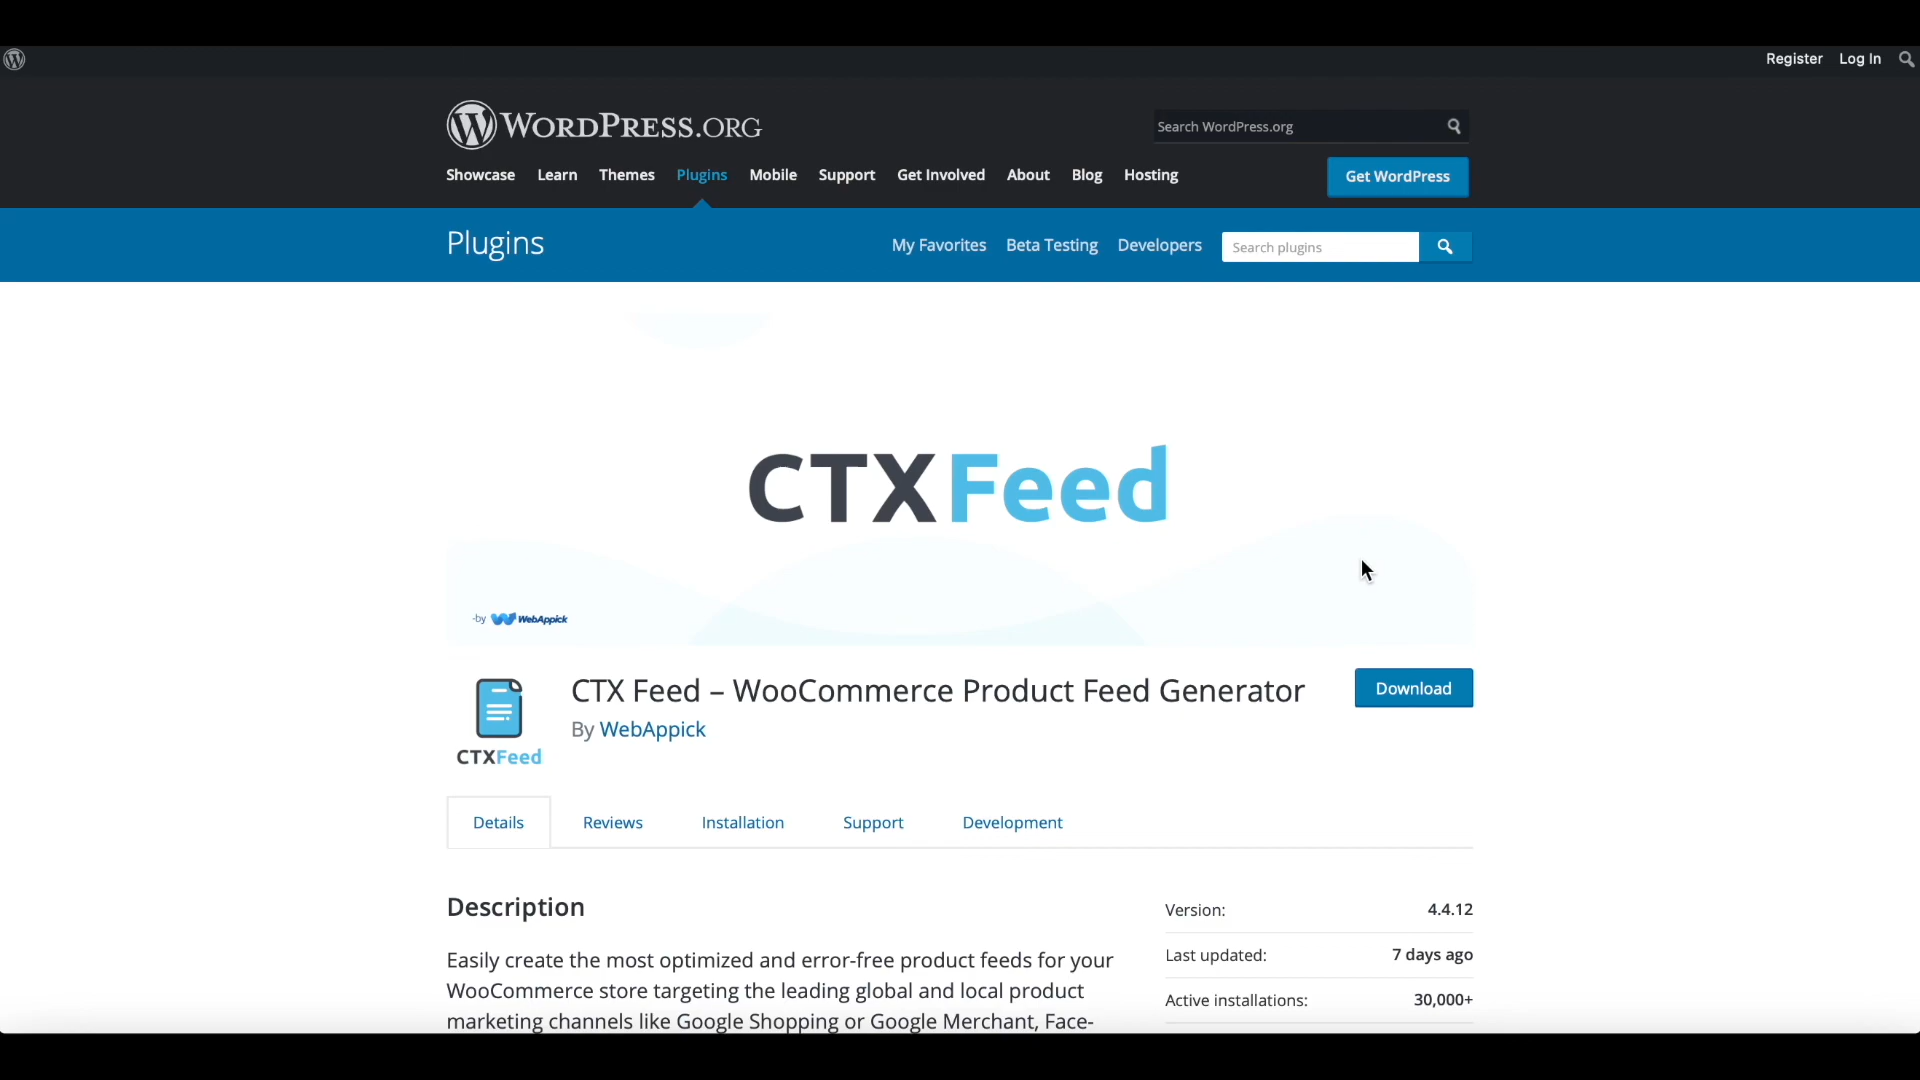 Register Log In
WORDPRESS.ORG
Search WordPress.org
Showcase Learn Themes Plugins Mobile Support Get Involved About Blog Hosting
Get WordPress
Plugins
My Favorites Beta Testing Developers
Search plugins
CTXFeed
-by WebAppick
CTXFeed
CTX Feed – WooCommerce Product Feed Generator
By WebAppick
Download
Details Reviews Installation Support Development
Description
Easily create the most optimized and error-free product feeds for your
WooCommerce store targeting the leading global and local product
marketing channels like Google Shopping or Google Merchant, Face-
Version: 4.4.12
Last updated: 7 days ago
Active installations: 30,000+